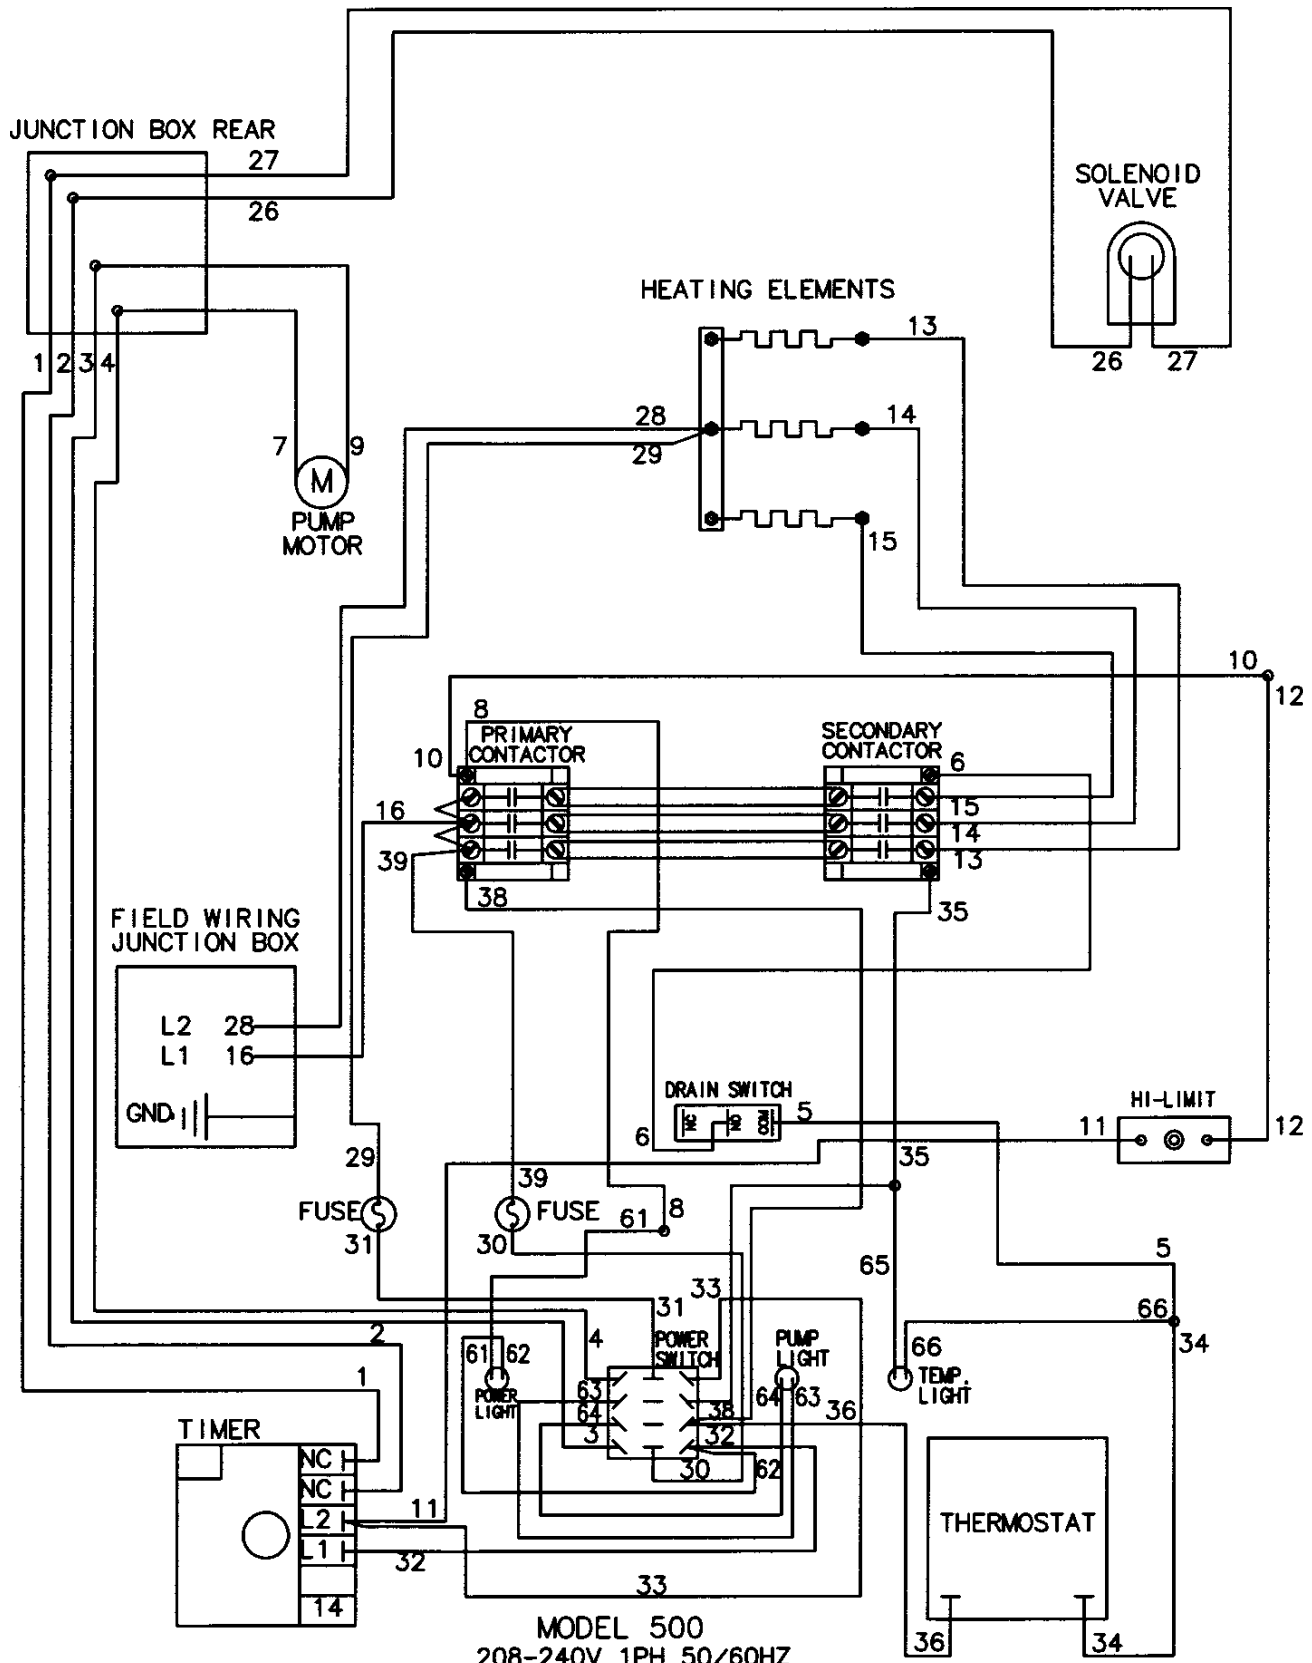 JUNCTION BOX REAR
27
26
SOLENOID
VALVE
HEATING ELEMENTS
13
1 2 3 4
26 27
28
14
29
7 9
M
PUMP
MOTOR
15
10
12
8
PRIMARY
CONTACTOR
SECONDARY
CONTACTOR
10
6
16
15
14
39
13
38
35
FIELD WIRING
JUNCTION BOX
L2 28
L1 16
GND
DRAIN SWITCH
NC NO COM
5
6
HI-LIMIT
11
12
29
39
35
FUSE
FUSE
61
8
31
30
5
65
33
31
66
34
2
4
POWER
SWITCH
PUMP
LIGHT
61 62
66
1
POWER
LIGHT
63
64 63
TEMP.
LIGHT
64
38
36
3
32
TIMER
30
62
NC
NC
L2
11
L1
32
THERMOSTAT
33
14
36
34
MODEL 500
208-240V 1PH 50/60HZ